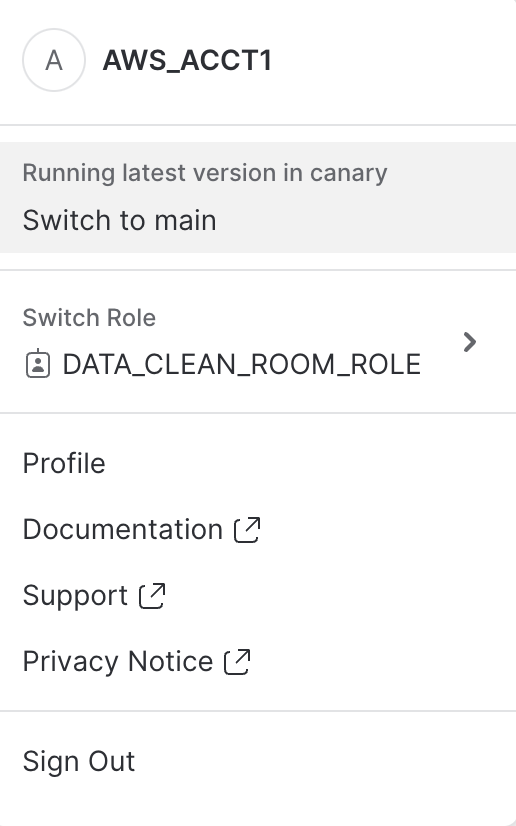 A
AWS_ACCT1
Running latest version in canary
Switch to main
Switch Role
DATA_CLEAN_ROOM_ROLE
Profile
Documentation
Support
Privacy Notice
Sign Out